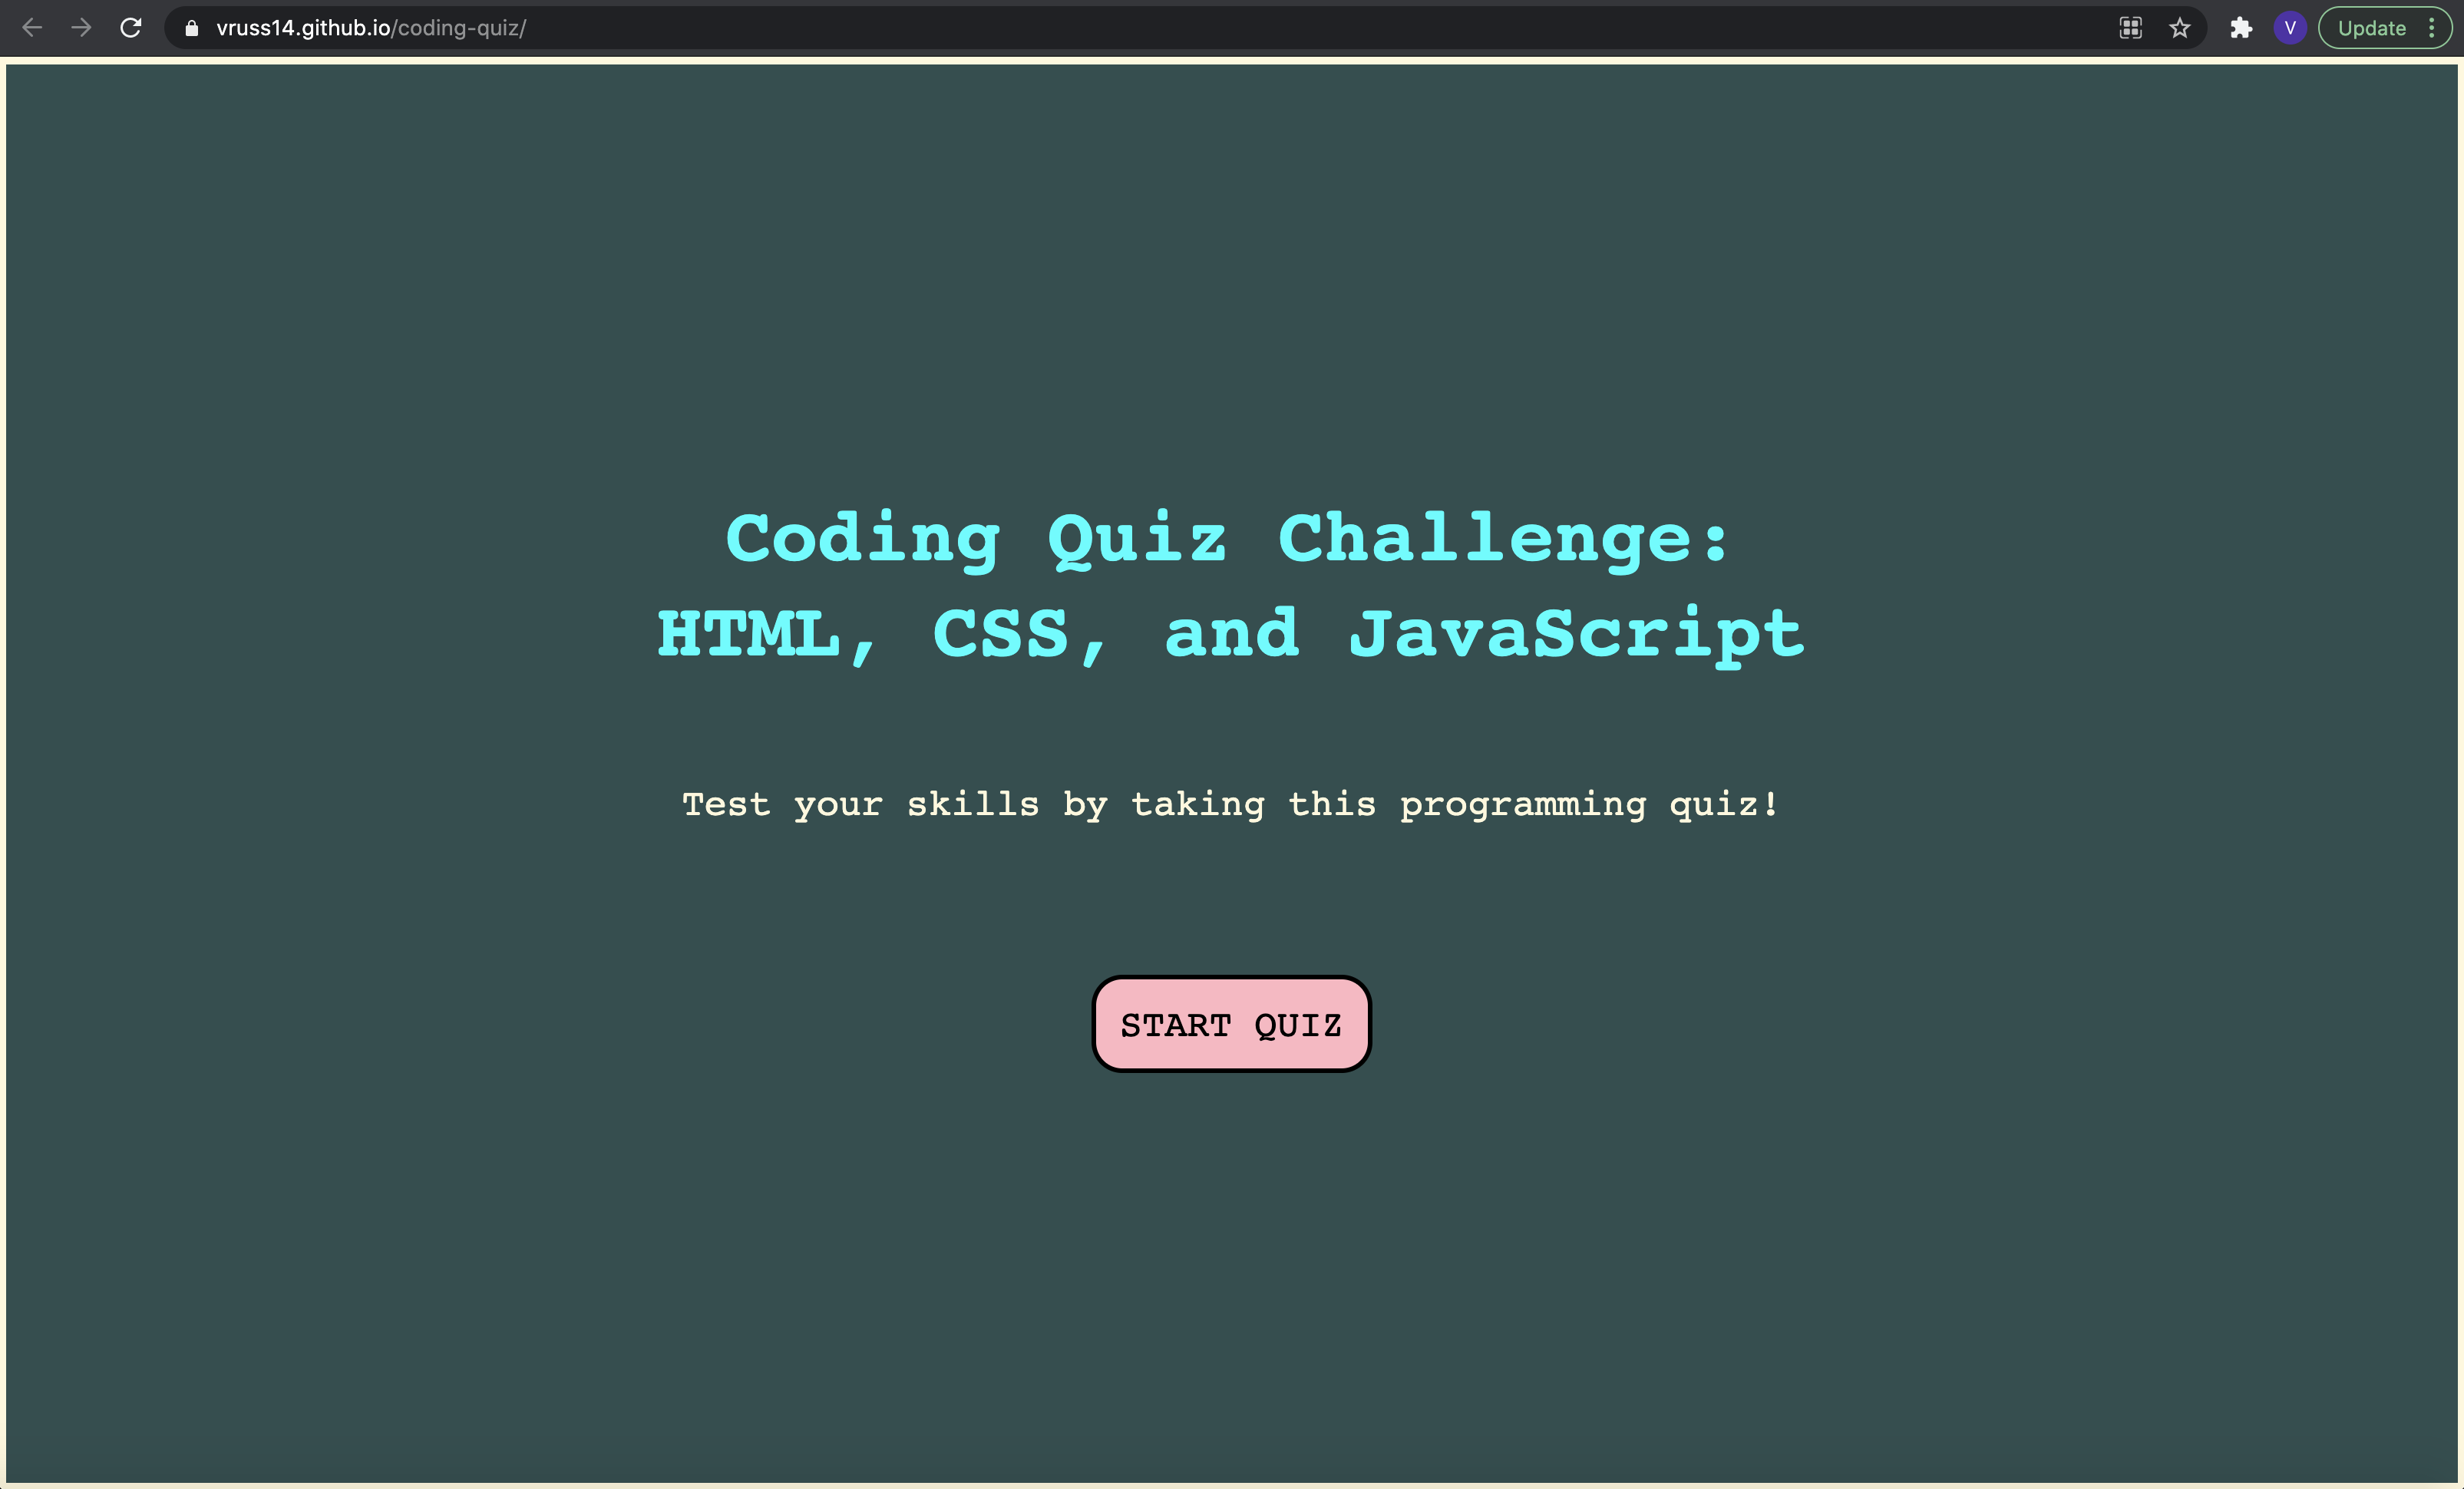 vruss14.github.io/coding-quiz/
V
Update
Coding Quiz Challenge:
HTML, CSS, and JavaScript
Test your skills by taking this programming quiz!
START QUIZ